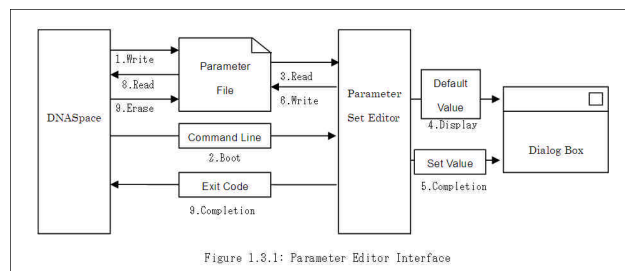 DNASpace
1.Write
8.Read
9.Erase
Parameter
File
3.Read
6.Write
Command Line
2.Boot
Exit Code
9.Completion
Parameter
Set Editor
Default
Value
4.Display
Set Value
5.Completion
Dialog Box
Figure 1.3.1: Parameter Editor Interface